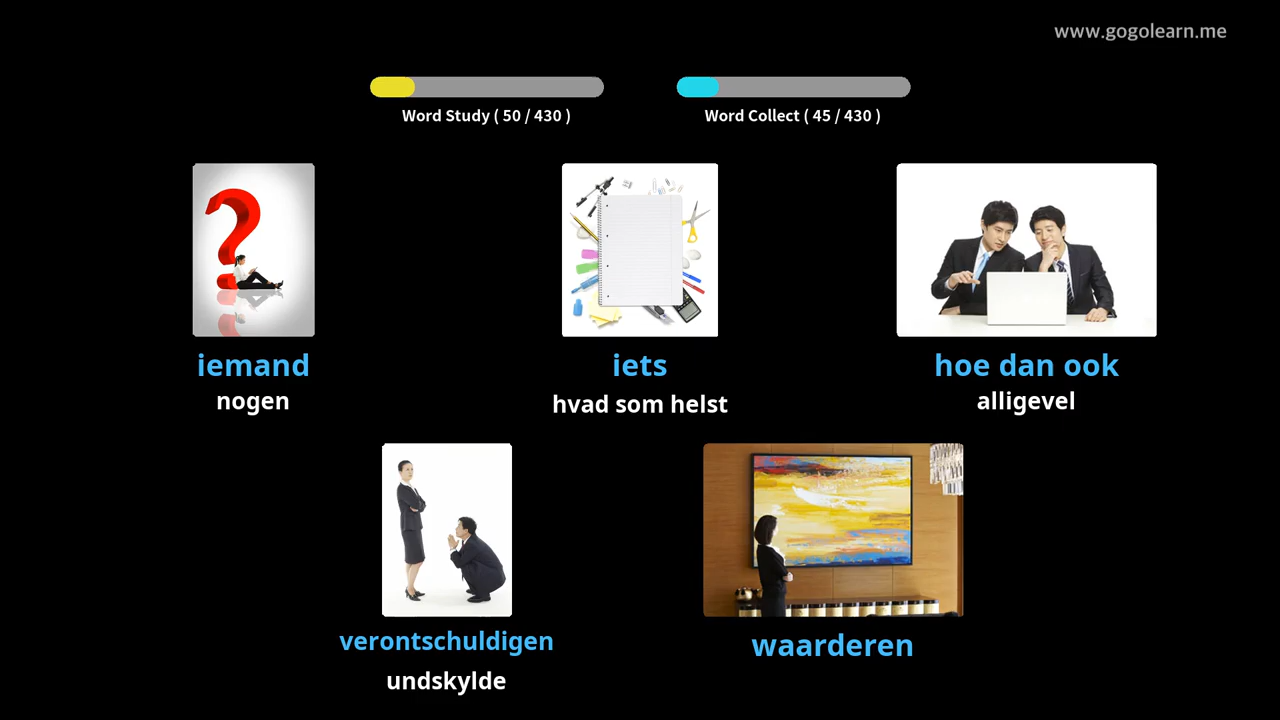 www.gogolearn.me
Word Study ( 50 / 430 )
Word Collect ( 45 / 430 )
iemand
nogen
iets
hvad som helst
hoe dan ook
alligevel
verontschuldigen
undskylde
waarderen